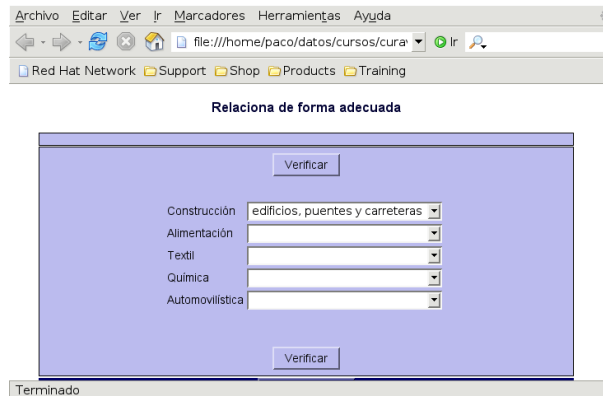 Archivo Editar Ver Ir Marcadores Herramientas Ayuda
file:///home/paco/datos/cursos/cura Ir
Red Hat Network Support Shop Products Training
Relaciona de forma adecuada
Verificar
Construcción edificios, puentes y carreteras
Alimentación
Textil
Química
Automovilística
Verificar
Terminado